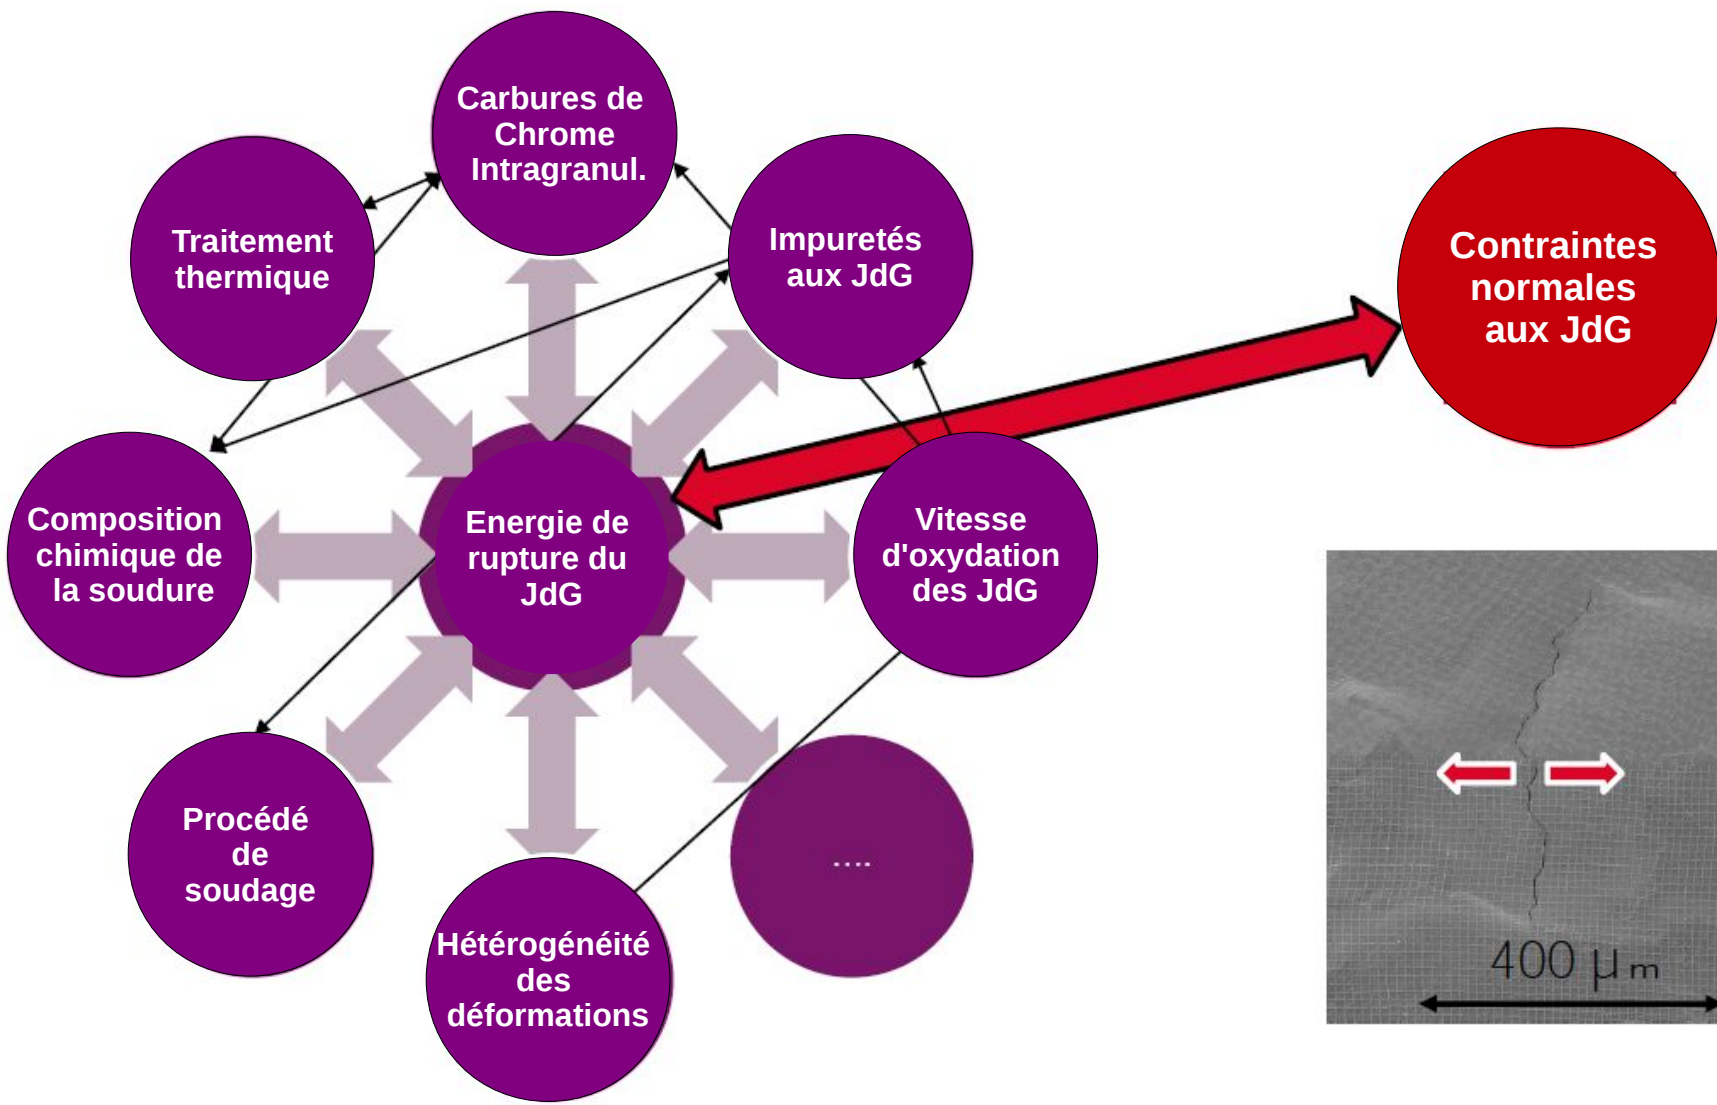 Carbures de
Chrome
Intragranul.
Traitement
thermique
Impuretés
aux JdG
Contraintes
normales
aux JdG
Composition
chimique de
la soudure
Energie de
rupture du
JdG
Vitesse
d'oxydation
des JdG
Procédé
de
soudage
....
Hétérogénéité
des
déformations
400 µm